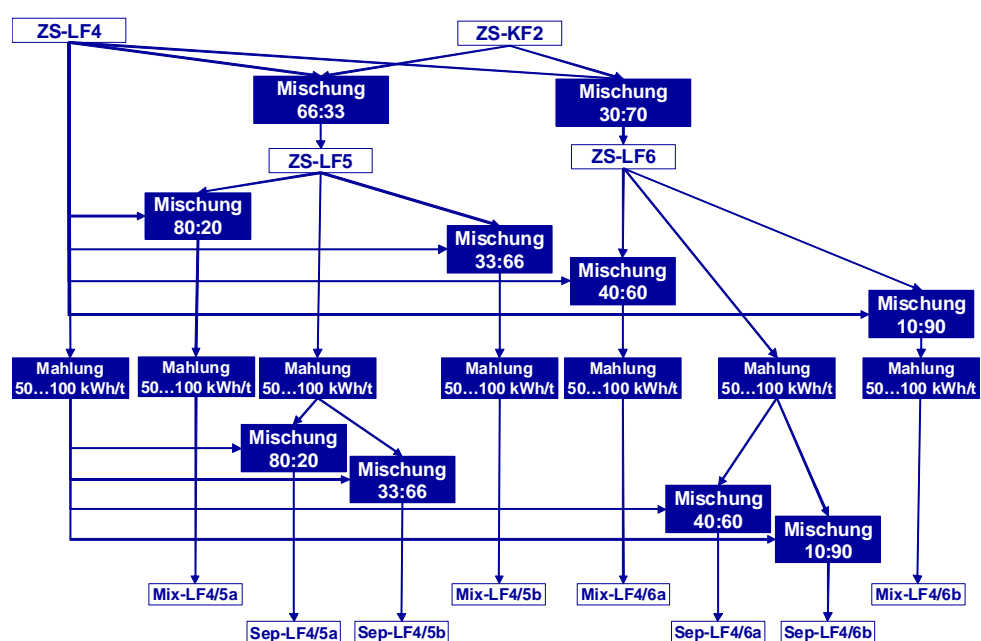 ZS-LF4
ZS-KF2
Mischung
66:33
Mischung
30:70
ZS-LF5
ZS-LF6
Mischung
80:20
Mischung
33:66
Mischung
40:60
Mischung
10:90
Mahlung
50...100 kWh/t
Mahlung
50...100 kWh/t
Mahlung
50...100 kWh/t
Mahlung
50...100 kWh/t
Mahlung
50...100 kWh/t
Mahlung
50...100 kWh/t
Mahlung
50...100 kWh/t
Mischung
80:20
Mischung
33:66
Mischung
40:60
Mischung
10:90
Mix-LF4/5a
Mix-LF4/5b
Mix-LF4/6a
Mix-LF4/6b
Sep-LF4/5a
Sep-LF4/5b
Sep-LF4/6a
Sep-LF4/6b